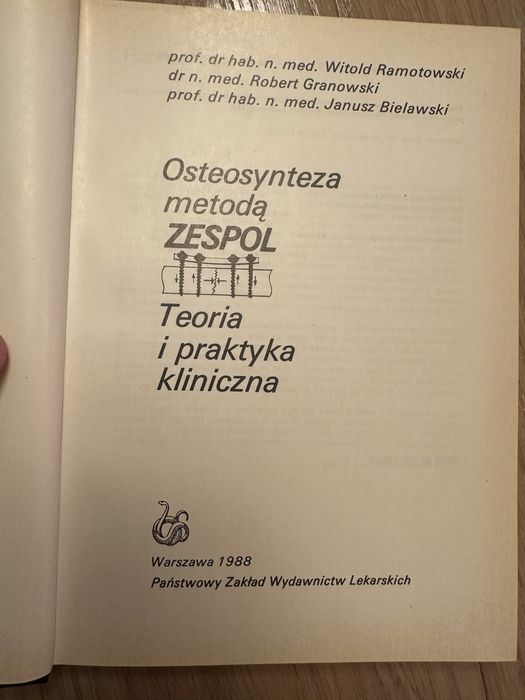 prof. dr hab. n. med. Witold Ramotowski
dr n. med. Robert Granowski
prof. dr hab. n. med. Janusz Bielawski
Osteosynteza
metodą
ZESPOL
Teoria
i praktyka
kliniczna
Warszawa 1988
Państwowy Zakład Wydawnictw Lekarskich